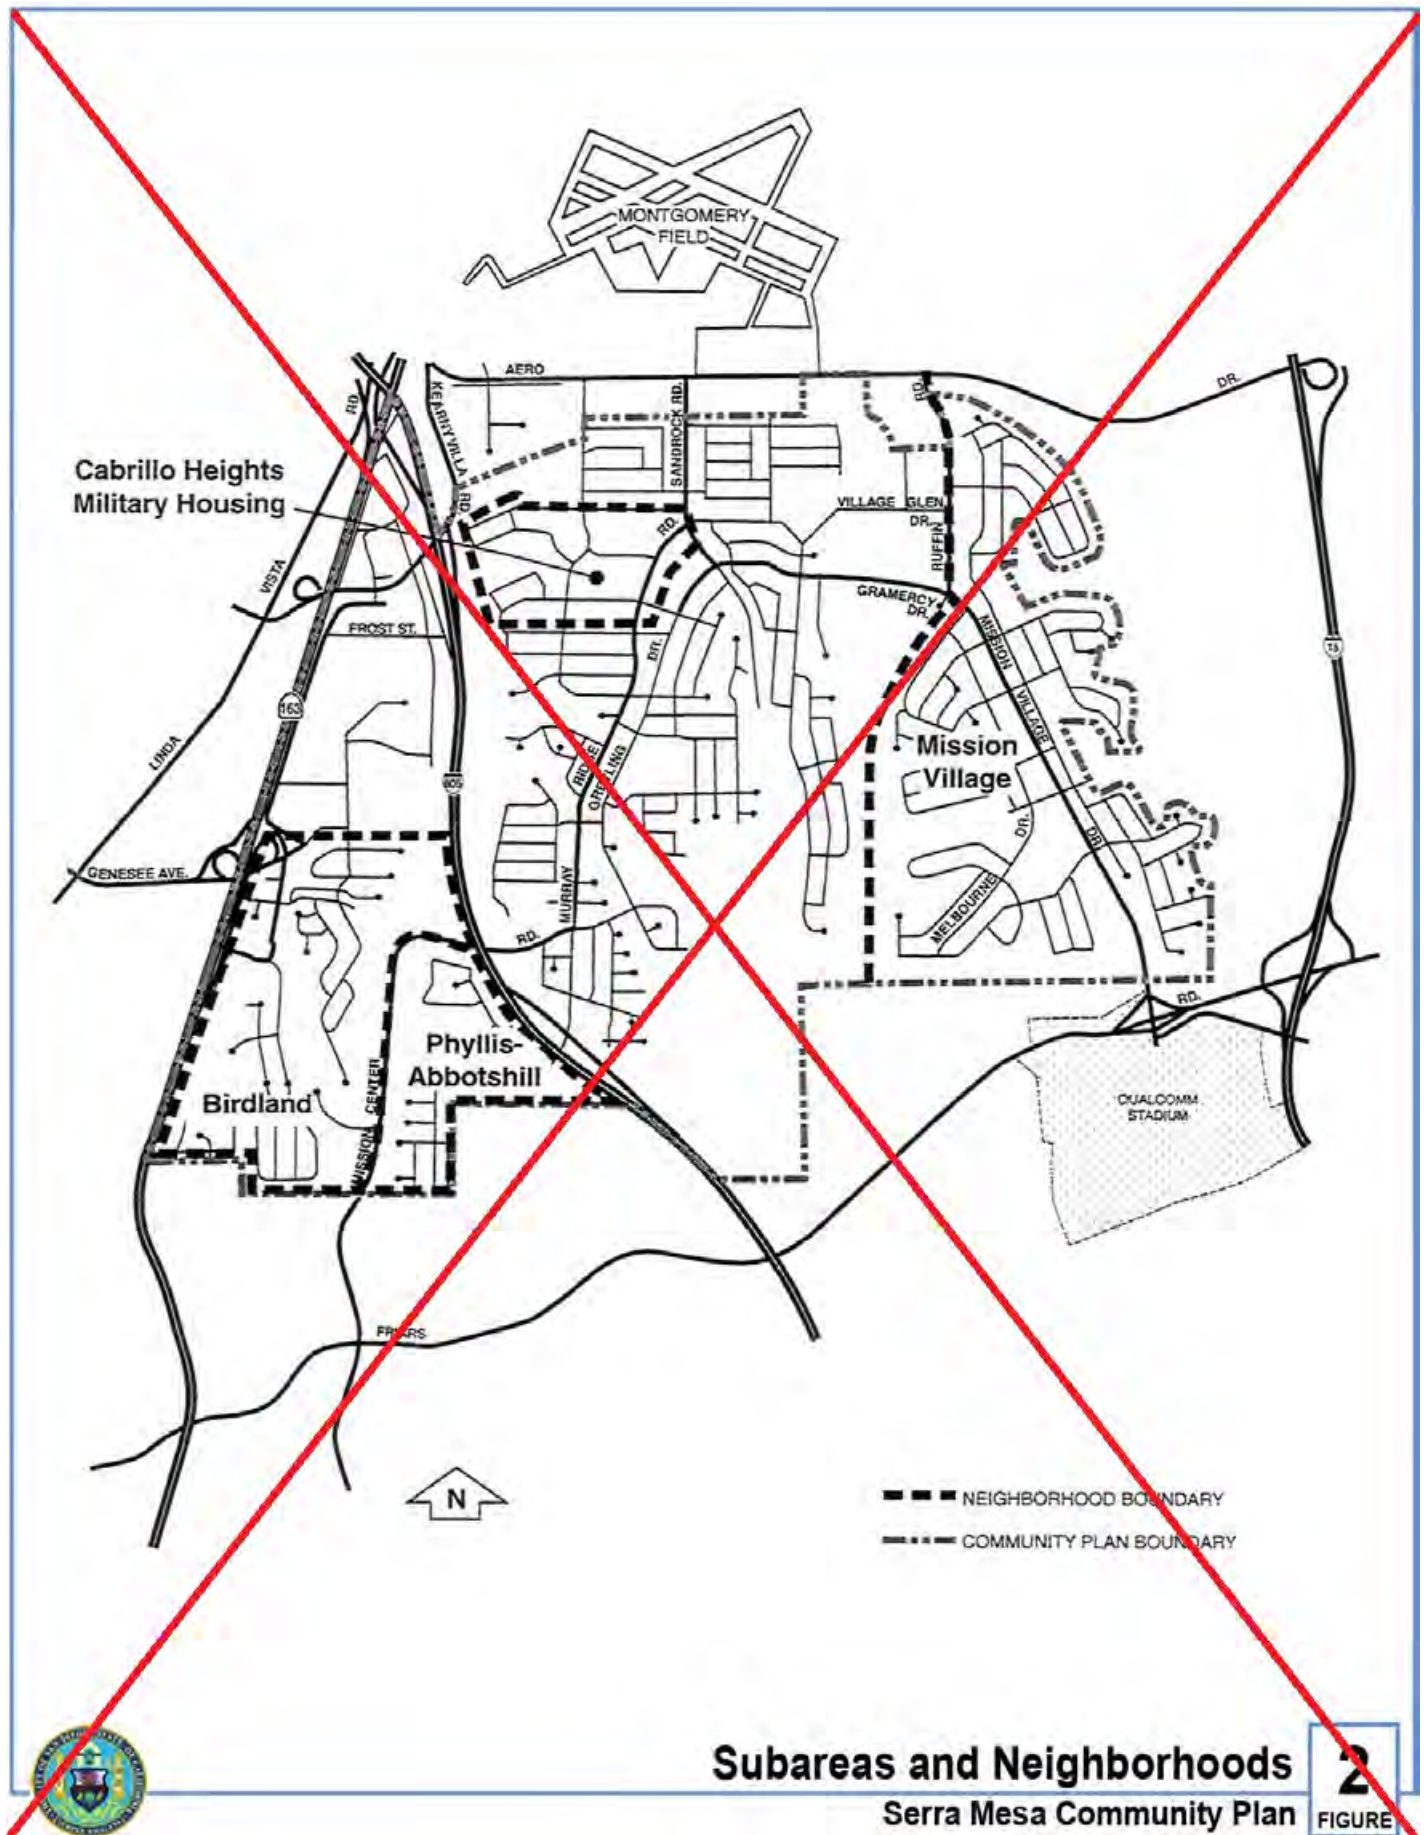 MONTGOMERY
FIELD
AERO
DR.
RD.
KEARNY VILLA
RD.
SANDROCK RD.
RD.
Cabrillo Heights
Military Housing
VILLAGE GLEN
DR.
RUFFIN
RD.
VISTA
GRAMERCY
DR.
FROST ST.
MISSION
VILLAGE
DR.
15
163
DR.
LINDA
Mission
Village
RIDGE
GREYLING
805
DR.
GENESEE AVE.
MURRAY
MELBOURNE
RD.
RD.
Phyllis-
Abbotshill
Birdland
MISSION CENTER
QUALCOMM
STADIUM
FRIARS
N
NEIGHBORHOOD BOUNDARY
COMMUNITY PLAN BOUNDARY
Subareas and Neighborhoods
Serra Mesa Community Plan
2
FIGURE